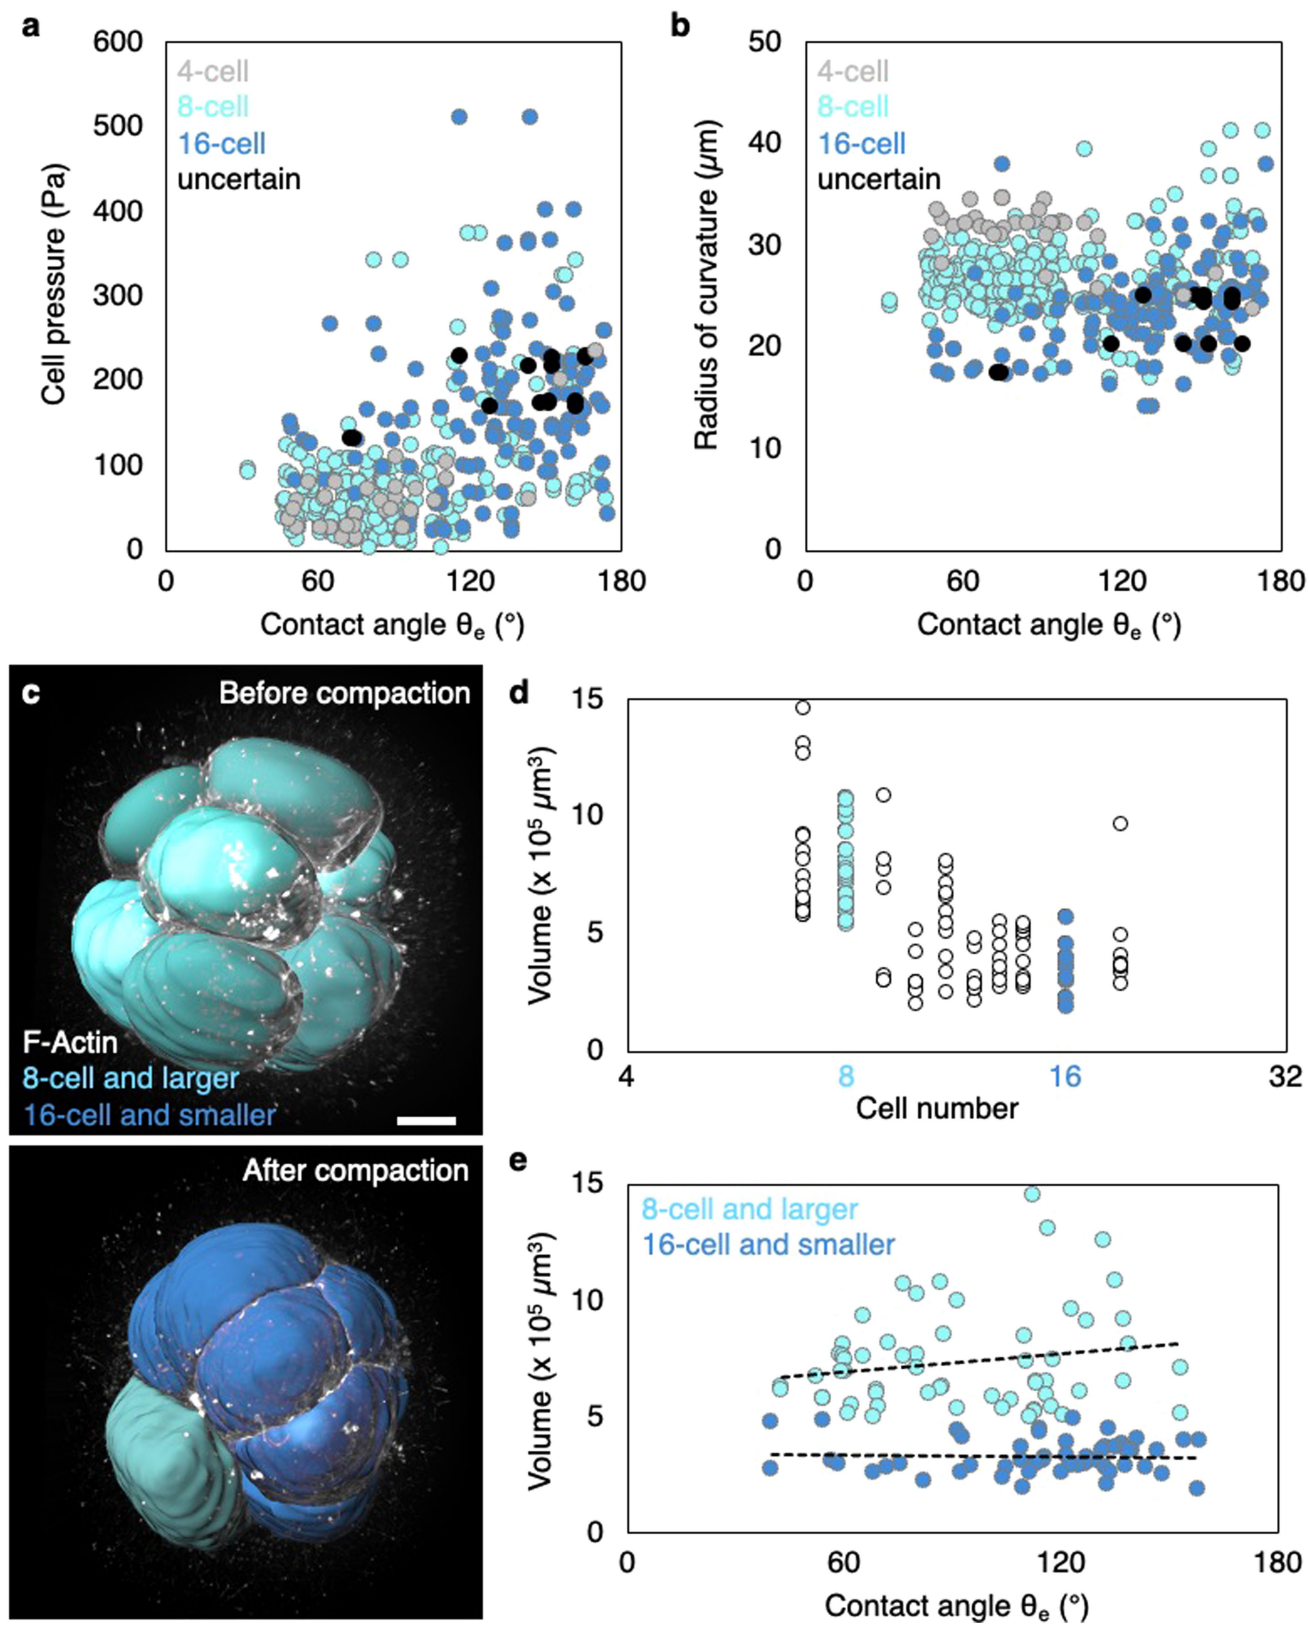 a
600
500
400
300
200
100
0
0 60 120 180
Cell pressure (Pa)
Contact angle θe (°)
4-cell
8-cell
16-cell
uncertain
b
50
40
30
20
10
0
0 60 120 180
Radius of curvature (µm)
Contact angle θe (°)
4-cell
8-cell
16-cell
uncertain
c
Before compaction
F-Actin
8-cell and larger
16-cell and smaller
After compaction
d
15
10
5
0
4 8 16 32
Volume (x 10⁵ µm³)
Cell number
e
15
10
5
0
0 60 120 180
Volume (x 10⁵ µm³)
Contact angle θe (°)
8-cell and larger
16-cell and smaller